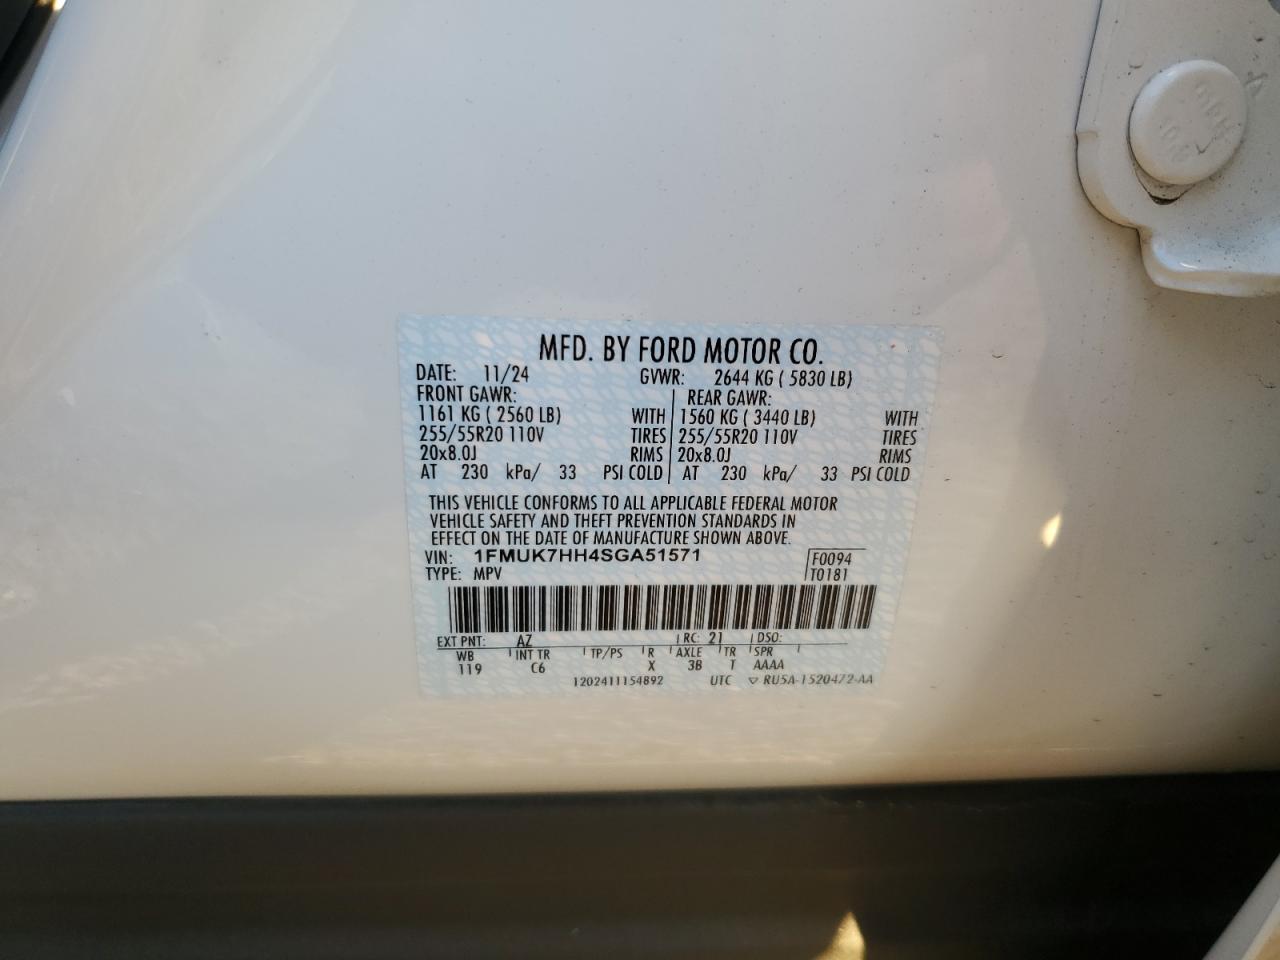 MFD. BY FORD MOTOR CO.
DATE: 11/24 GVWR: 2644 KG ( 5830 LB)
FRONT GAWR: REAR GAWR:
1161 KG ( 2560 LB) WITH 1560 KG ( 3440 LB) WITH
255/55R20 110V TIRES 255/55R20 110V TIRES
20x8.0J RIMS 20x8.0J RIMS
AT 230 kPa/ 33 PSI COLD AT 230 kPa/ 33 PSI COLD
THIS VEHICLE CONFORMS TO ALL APPLICABLE FEDERAL MOTOR
VEHICLE SAFETY AND THEFT PREVENTION STANDARDS IN
EFFECT ON THE DATE OF MANUFACTURE SHOWN ABOVE.
VIN: 1FMUK7HH4SGA51571 F0094
TYPE: MPV T0181
EXT PNT: AZ RC: 21 DSO:
WB INT TR TP/PS R AXLE TR SPR
119 C6 X 3B T AAAA
1202411154892 UTC ▽ RU5A-1520472-AA